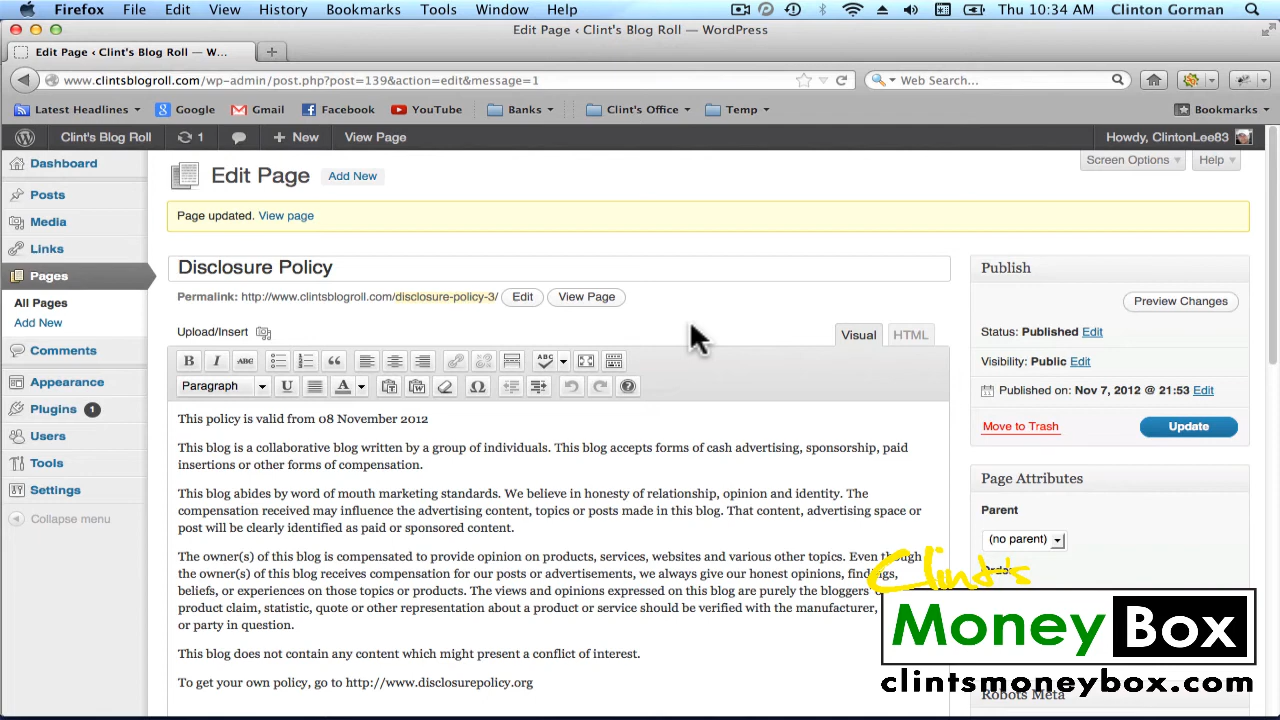 Firefox File Edit View History Bookmarks Tools Window Help Thu 10:34 AM Clinton Gorman
Edit Page ‹ Clint's Blog Roll — WordPress
Edit Page ‹ Clint's Blog Roll — W...
www.clintsblogroll.com/wp-admin/post.php?post=139&action=edit&message=1 Web Search...
Latest Headlines Google Gmail Facebook YouTube Banks Clint's Office Temp Bookmarks
Clint's Blog Roll 1 New View Page Howdy, ClintonLee83
Screen Options Help
Dashboard
Posts
Media
Links
Pages
All Pages
Add New
Comments
Appearance
Plugins 1
Users
Tools
Settings
Collapse menu
Edit Page Add New
Page updated. View page
Disclosure Policy
Permalink: http://www.clintsblogroll.com/disclosure-policy-3/ Edit View Page
Upload/Insert Visual HTML
B I ABC ABC
Paragraph U A Ω
This policy is valid from 08 November 2012
This blog is a collaborative blog written by a group of individuals. This blog accepts forms of cash advertising, sponsorship, paid
insertions or other forms of compensation.
This blog abides by word of mouth marketing standards. We believe in honesty of relationship, opinion and identity. The
compensation received may influence the advertising content, topics or posts made in this blog. That content, advertising space or
post will be clearly identified as paid or sponsored content.
The owner(s) of this blog is compensated to provide opinion on products, services, websites and various other topics. Even though
the owner(s) of this blog receives compensation for our posts or advertisements, we always give our honest opinions, findings,
beliefs, or experiences on those topics or products. The views and opinions expressed on this blog are purely the bloggers'
product claim, statistic, quote or other representation about a product or service should be verified with the manufacturer,
or party in question.
This blog does not contain any content which might present a conflict of interest.
To get your own policy, go to http://www.disclosurepolicy.org
Publish
Preview Changes
Status: Published Edit
Visibility: Public Edit
Published on: Nov 7, 2012 @ 21:53 Edit
Move to Trash Update
Page Attributes
Parent
(no parent)
Order
Clint's
MoneyBox
clintsmoneybox.com
Robots Meta